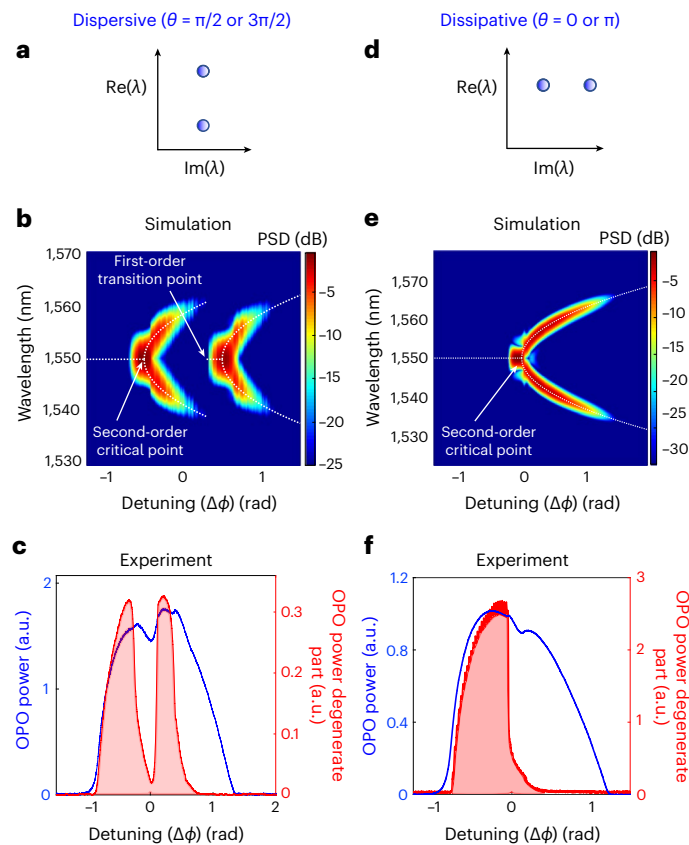 Dispersive (θ = π/2 or 3π/2)
a
Re(λ)
Im(λ)
b
Simulation
PSD (dB)
1,570
1,560
1,550
1,540
1,530
Wavelength (nm)
First-order
transition point
Second-order
critical point
−5
−10
−15
−20
−25
−1
0
1
Detuning (Δϕ) (rad)
c
Experiment
2
1
0
OPO power (a.u.)
0.3
0.2
0.1
0
OPO power degenerate
part (a.u.)
−1
0
1
2
Detuning (Δϕ) (rad)
Dissipative (θ = 0 or π)
d
Re(λ)
Im(λ)
e
Simulation
PSD (dB)
1,570
1,560
1,550
1,540
1,530
Wavelength (nm)
Second-order
critical point
−5
−10
−15
−20
−25
−30
−1
0
1
Detuning (Δϕ) (rad)
f
Experiment
1.2
0.8
0.4
0
OPO power (a.u.)
3
2
1
0
OPO power degenerate
part (a.u.)
−1
0
1
Detuning (Δϕ) (rad)